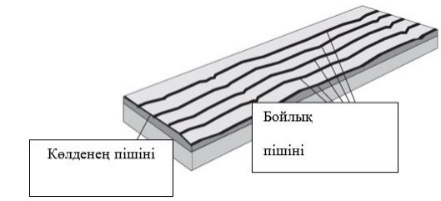 Бойлық
пішіні
Көлденең пішіні